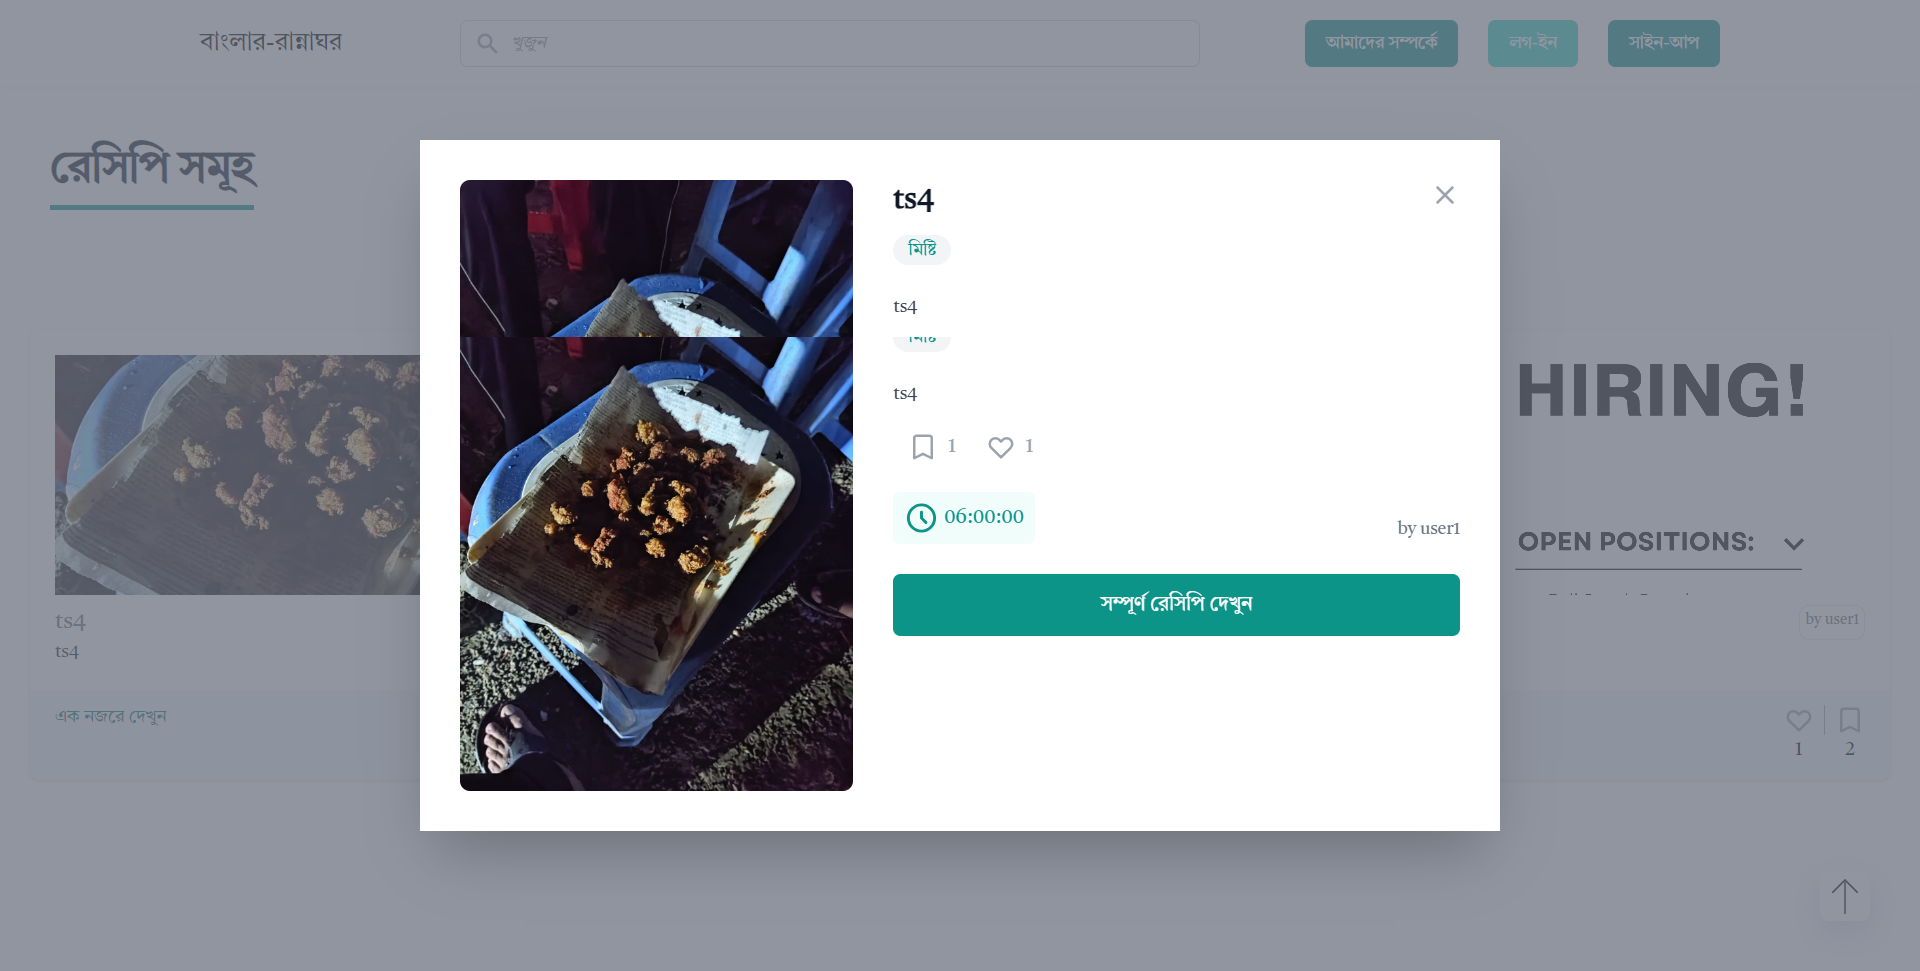 বাংলার-রান্নাঘর
খুজুন
আমাদের সম্পর্কে
লগ-ইন
সাইন-আপ
রেসিপি সমূহ
ts4
মিষ্টি
ts4
মিষ্টি
ts4
1
1
06:00:00
by user1
সম্পূর্ণ রেসিপি দেখুন
ts4
ts4
এক নজরে দেখুন
HIRING!
OPEN POSITIONS:
by user1
1
2